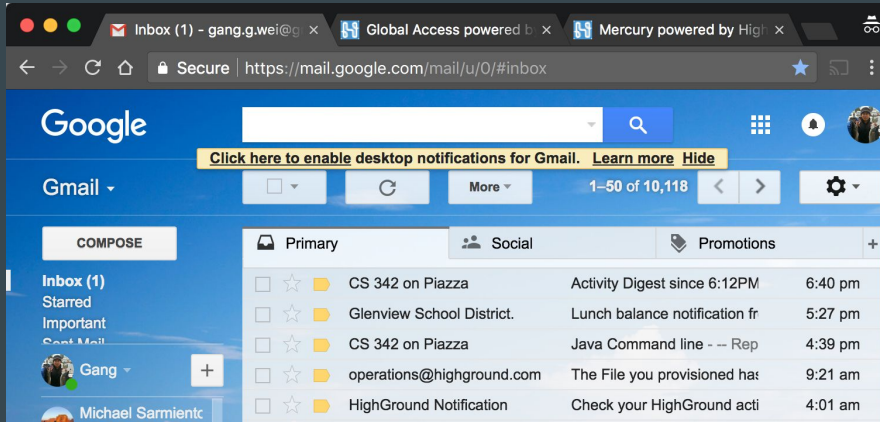 Inbox (1) - gang.g.wei@g
Global Access powered b
Mercury powered by High
Secure https://mail.google.com/mail/u/0/#inbox
Google
Click here to enable desktop notifications for Gmail. Learn more Hide
Gmail
More
1–50 of 10,118
COMPOSE
Primary
Social
Promotions
Inbox (1)
Starred
Important
Sent Mail
Gang
Michael Sarmiento
CS 342 on Piazza Activity Digest since 6:12PM 6:40 pm
Glenview School District. Lunch balance notification fr 5:27 pm
CS 342 on Piazza Java Command line - -- Rep 4:39 pm
operations@highground.com The File you provisioned has 9:21 am
HighGround Notification Check your HighGround acti 4:01 am